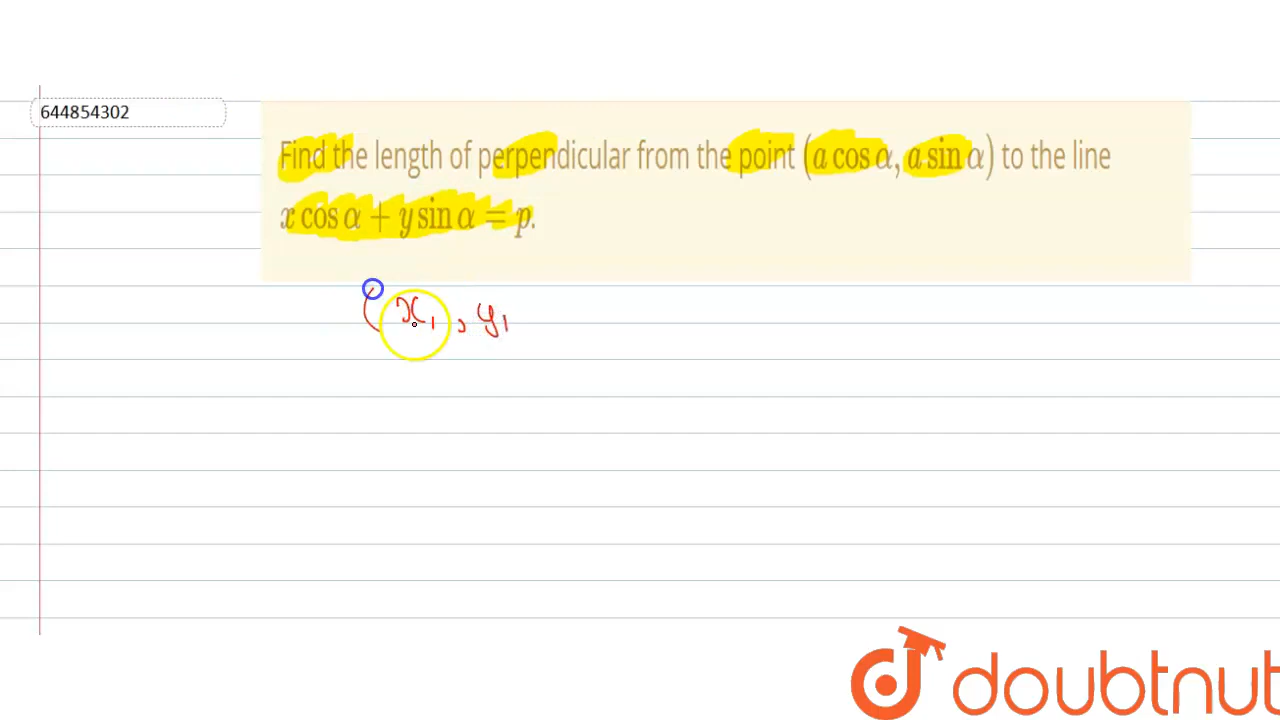 644854302
Find the length of perpendicular from the point (a cos α, a sin α) to the line
x cos α + y sin α = p.
(x₁, y₁
doubtnut